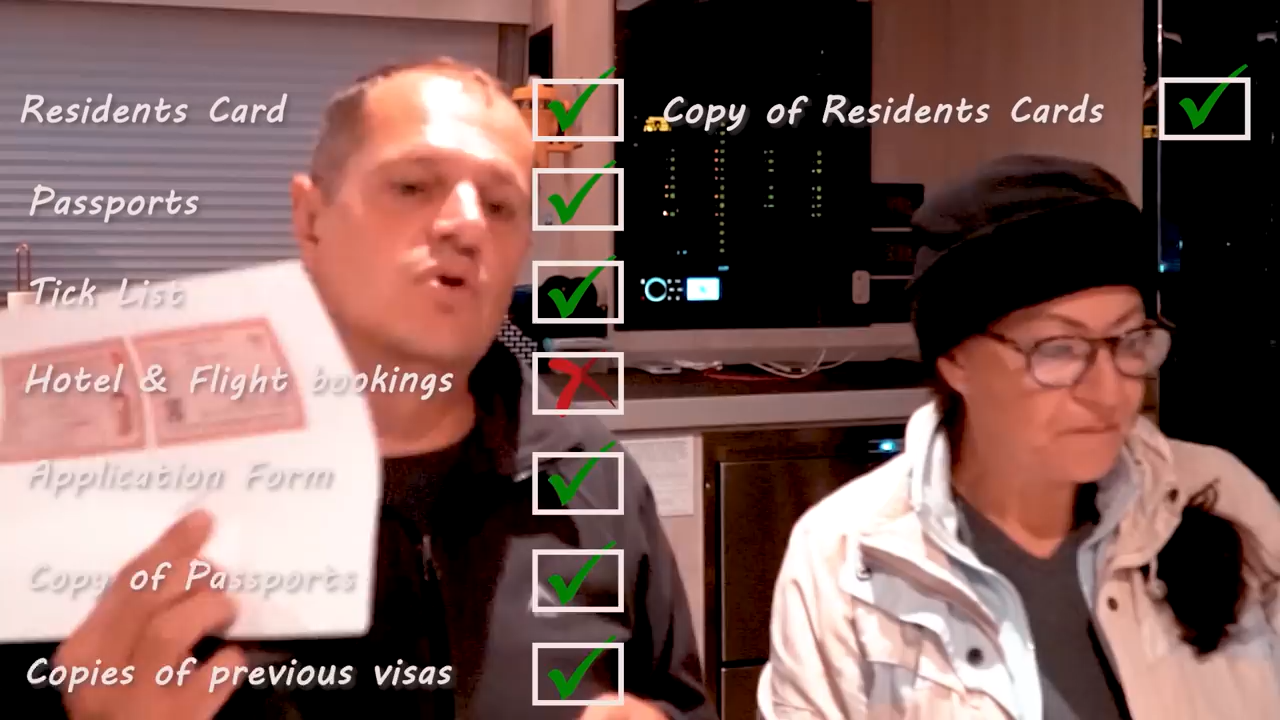 Residents Card
Passports
Tick List
Hotel & Flight bookings
Application Form
Copy of Passports
Copies of previous visas
Copy of Residents Cards